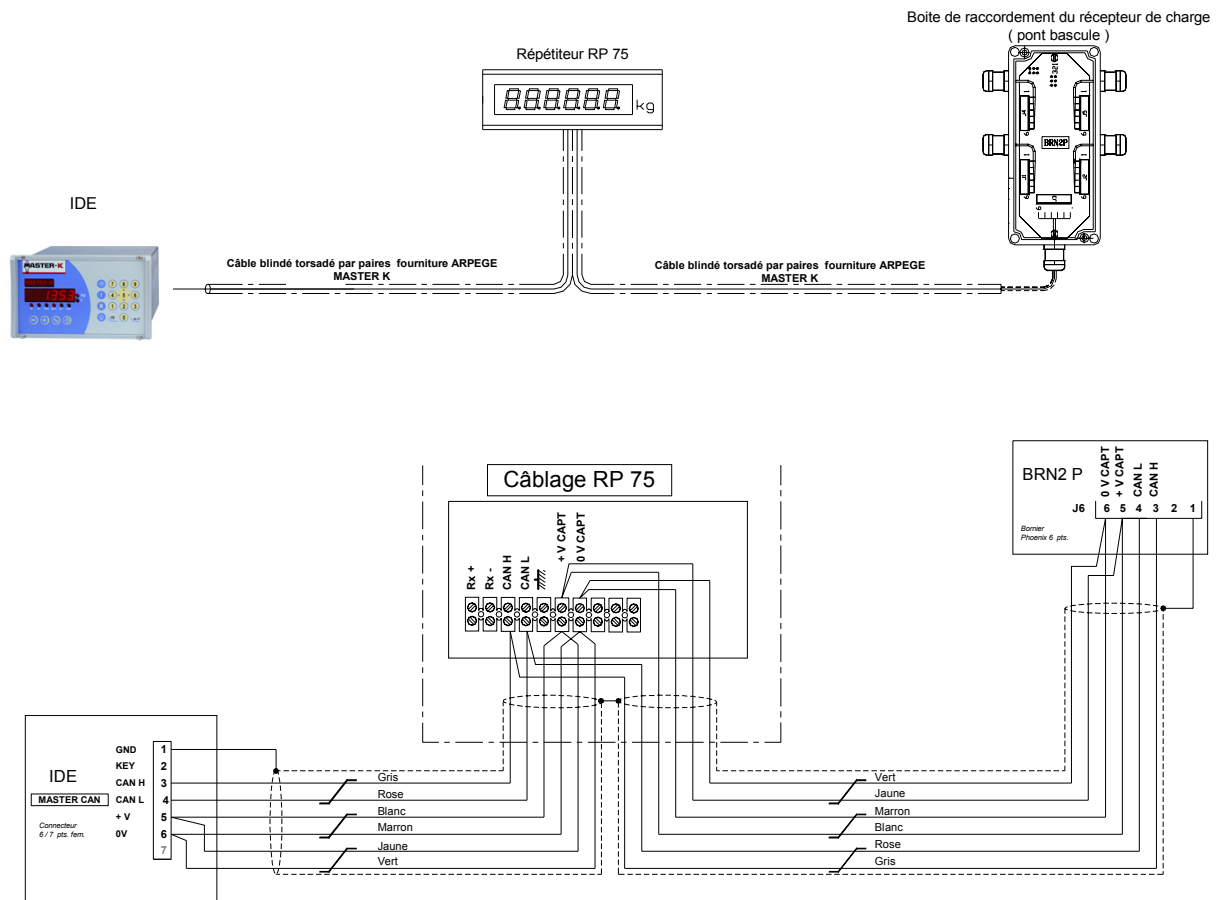 Boite de raccordement du récepteur de charge
( pont bascule )
Répétiteur RP 75
kg
BRN2P
IDE
MASTER-K
Câble blindé torsadé par paires fourniture ARPEGE
MASTER K
Câble blindé torsadé par paires fourniture ARPEGE
MASTER K
Câblage RP 75
Rx +
Rx -
CAN H
CAN L
+ V CAPT
0 V CAPT
BRN2 P
0 V CAPT
+ V CAPT
CAN L
CAN H
J6 6 5 4 3 2 1
Bornier
Phoenix 6 pts.
IDE
MASTER CAN
Connecteur
6 / 7 pts. fem.
GND 1
KEY 2
CAN H 3
CAN L 4
+ V 5
0V 6
7
Gris
Rose
Blanc
Marron
Jaune
Vert
Vert
Jaune
Marron
Blanc
Rose
Gris